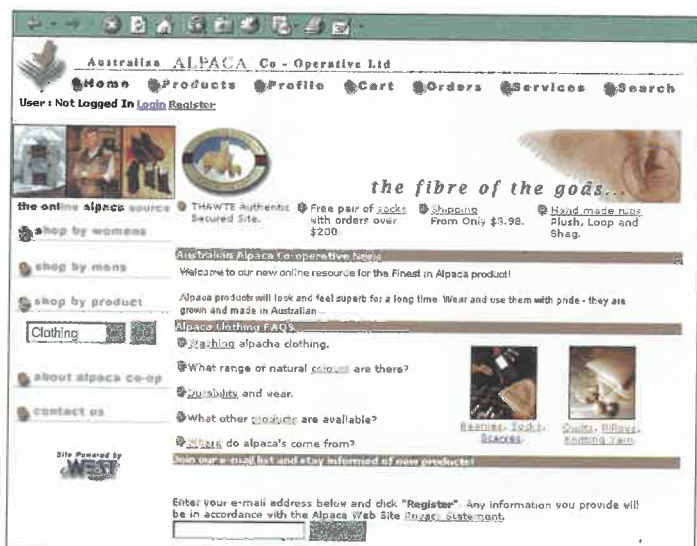 Australian ALPACA Co - Operative Ltd
Home Products Profile Cart Orders Services Search
User : Not Logged In Login Register
the fibre of the gods...
the online alpaca source
THAWTE Authentic Secured Site.
Free pair of socks with orders over $200.
Shipping From Only $3.98.
Hand made rugs Plush, Loop and Shag.
shop by womens
shop by mens
shop by product
Clothing
about alpaca co-op
contact us
Site Powered by
eWEST
Australian Alpaca Co-operative News
Welcome to our new online resource for the Finest in Alpaca product!
Alpaca products will look and feel superb for a long time. Wear and use them with pride - they are
grown and made in Australian...
Alpaca Clothing FAQS
Washing alpacha clothing.
What range of natural colours are there?
Durability and wear.
What other products are available?
Where do alpaca's come from?
Beanies, Socks,
Scarves.
Quilts, Pillows,
Knitting Yarn.
Join our e-mail list and stay informed of new products!
Enter your e-mail address below and click "Register". Any information you provide will
be in accordance with the Alpaca Web Site Privacy Statement.